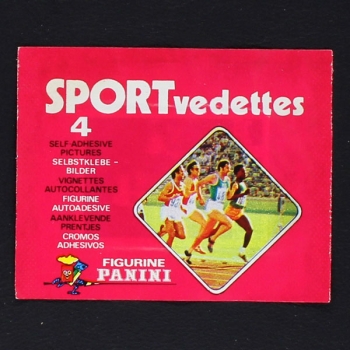 SPORTvedettes
4
SELF-ADHESIVE
PICTURES
SELBSTKLEBE -
BILDER
VIGNETTES
AUTOCOLLANTES
FIGURINE
AUTOADESIVE
AANKLEVENDE
PRENTJES
CROMOS
ADHESIVOS
FIGURINE
PANINI